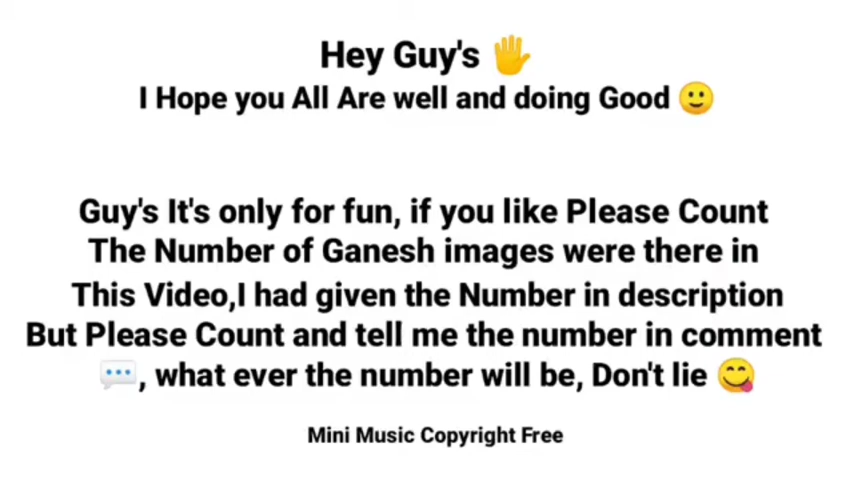 Hey Guy's 🖐
I Hope you All Are well and doing Good 🙂
Guy's It's only for fun, if you like Please Count
The Number of Ganesh images were there in
This Video,I had given the Number in description
But Please Count and tell me the number in comment
💬, what ever the number will be, Don't lie 😋
Mini Music Copyright Free